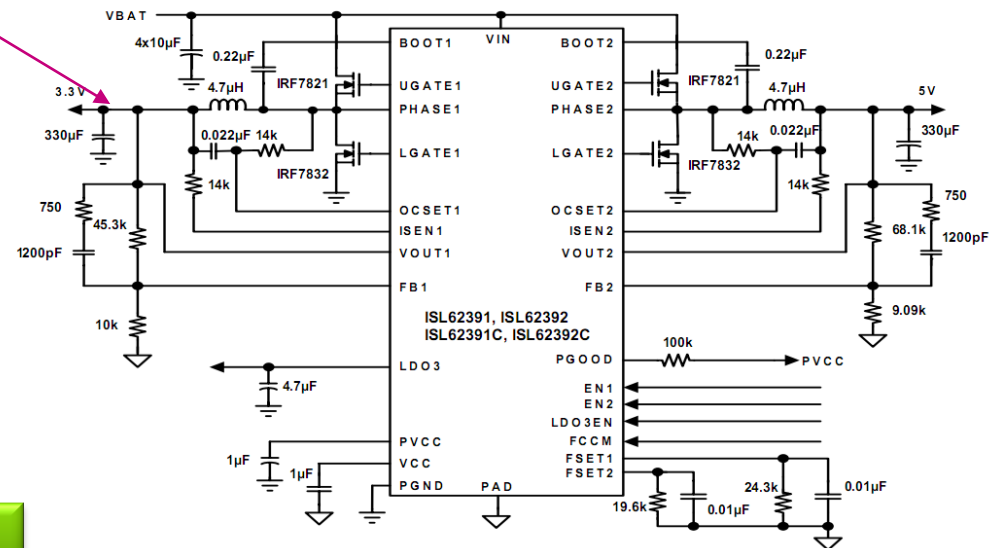 VBAT
VIN
4x10µF
0.22µF
BOOT1
BOOT2
0.22µF
IRF7821
UGATE1
UGATE2
IRF7821
3.3V
4.7µH
PHASE1
PHASE2
4.7µH
5V
330µF
0.022µF
14k
14k
0.022µF
330µF
LGATE1
LGATE2
IRF7832
IRF7832
14k
14k
OCSET1
OCSET2
750
750
45.3k
ISEN1
ISEN2
68.1k
1200pF
VOUT1
VOUT2
1200pF
FB1
FB2
10k
9.09k
ISL62391, ISL62392
ISL62391C, ISL62392C
100k
LDO3
PGOOD
PVCC
4.7µF
EN1
EN2
LDO3EN
PVCC
FCCM
1µF
VCC
FSET1
1µF
FSET2
PGND
PAD
19.6k
0.01µF
24.3k
0.01µF